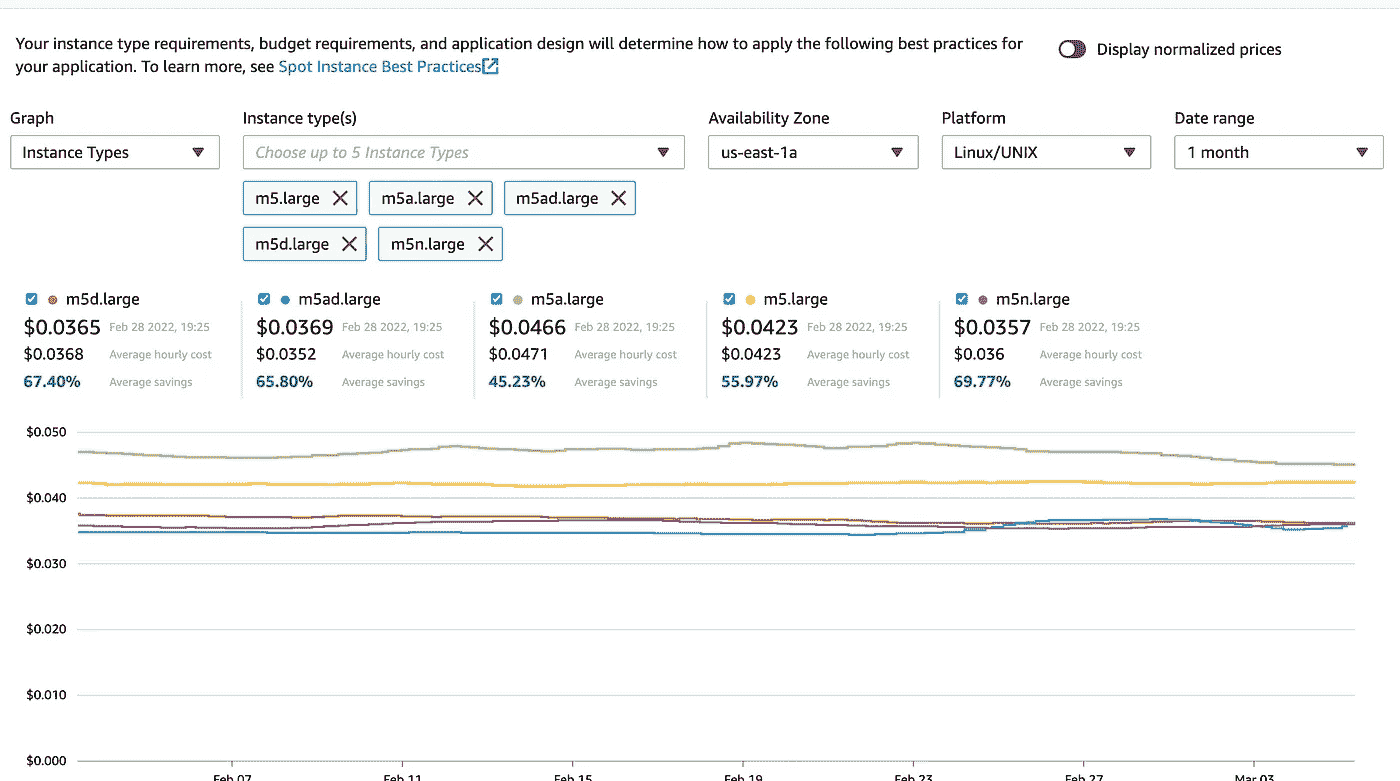 Your instance type requirements, budget requirements, and application design will determine how to apply the following best practices for
your application. To learn more, see Spot Instance Best Practices
Display normalized prices
Graph
Instance Types
Instance type(s)
Choose up to 5 Instance Types
Availability Zone
us-east-1a
Platform
Linux/UNIX
Date range
1 month
m5.large
m5a.large
m5ad.large
m5d.large
m5n.large
m5d.large
$0.0365 Feb 28 2022, 19:25
$0.0368 Average hourly cost
67.40% Average savings
m5ad.large
$0.0369 Feb 28 2022, 19:25
$0.0352 Average hourly cost
65.80% Average savings
m5a.large
$0.0466 Feb 28 2022, 19:25
$0.0471 Average hourly cost
45.23% Average savings
m5.large
$0.0423 Feb 28 2022, 19:25
$0.0423 Average hourly cost
55.97% Average savings
m5n.large
$0.0357 Feb 28 2022, 19:25
$0.036 Average hourly cost
69.77% Average savings
$0.050
$0.040
$0.030
$0.020
$0.010
$0.000
Feb 07 Feb 11 Feb 15 Feb 19 Feb 23 Feb 27 Mar 03